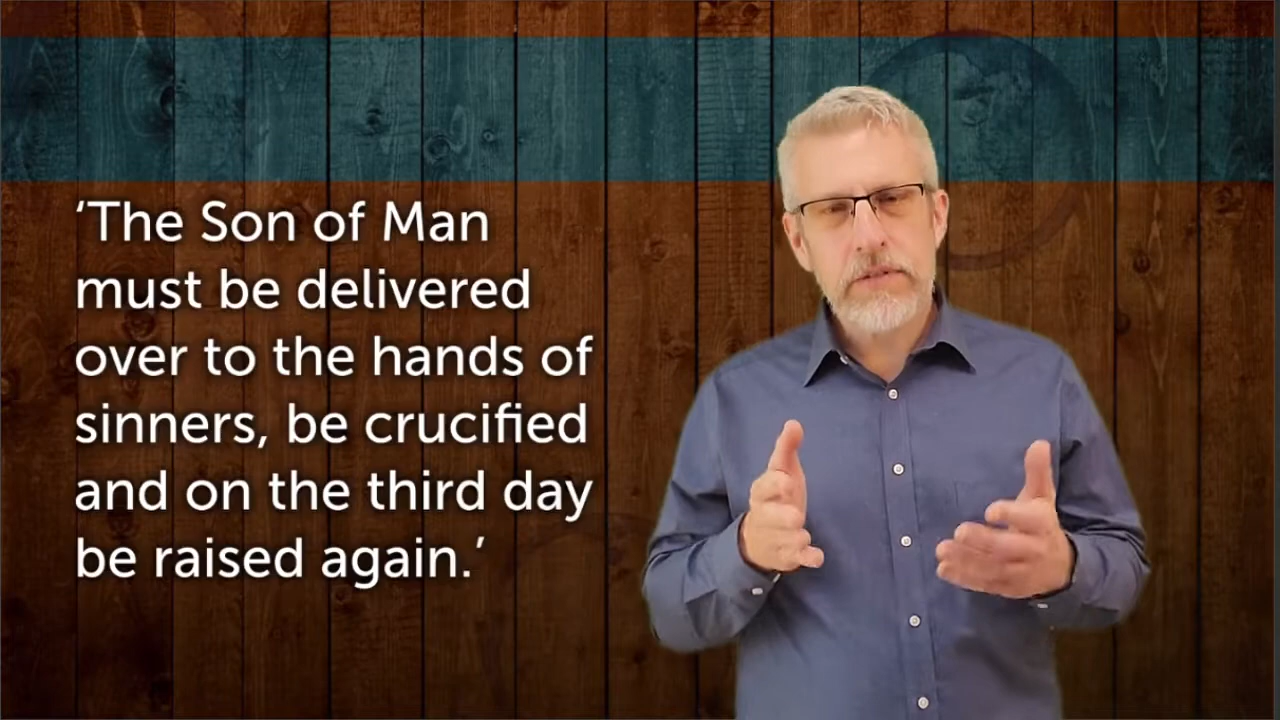 ‘The Son of Man
must be delivered
over to the hands of
sinners, be crucified
and on the third day
be raised again.’